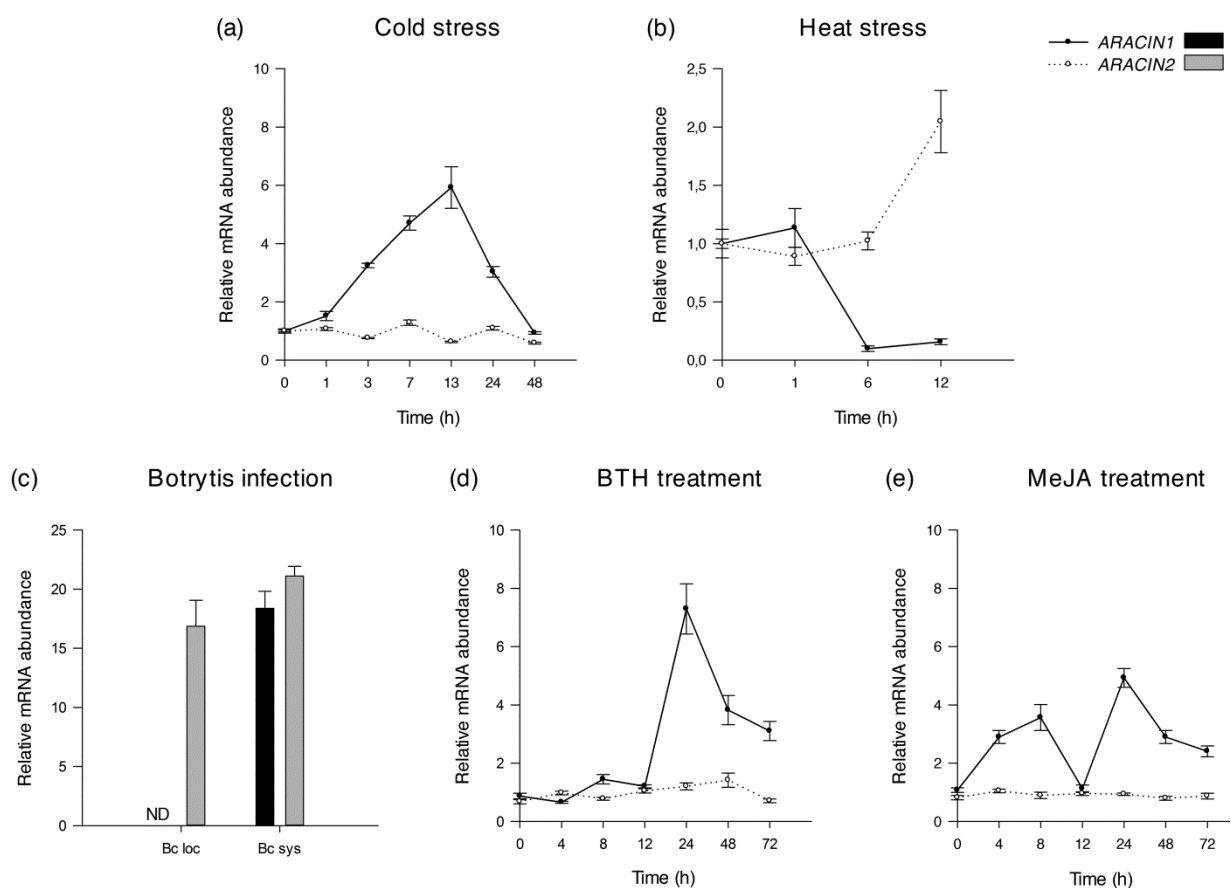 (a) Cold stress
(b) Heat stress
ARACIN1
ARACIN2
Relative mRNA abundance
10
8
6
4
2
0
0 1 3 7 13 24 48
Time (h)
Relative mRNA abundance
2,5
2,0
1,5
1,0
0,5
0,0
0 1 6 12
Time (h)
(c) Botrytis infection
Relative mRNA abundance
25
20
15
10
5
0
ND
Bc loc Bc sys
(d) BTH treatment
Relative mRNA abundance
10
8
6
4
2
0
0 4 8 12 24 48 72
Time (h)
(e) MeJA treatment
Relative mRNA abundance
10
8
6
4
2
0
0 4 8 12 24 48 72
Time (h)